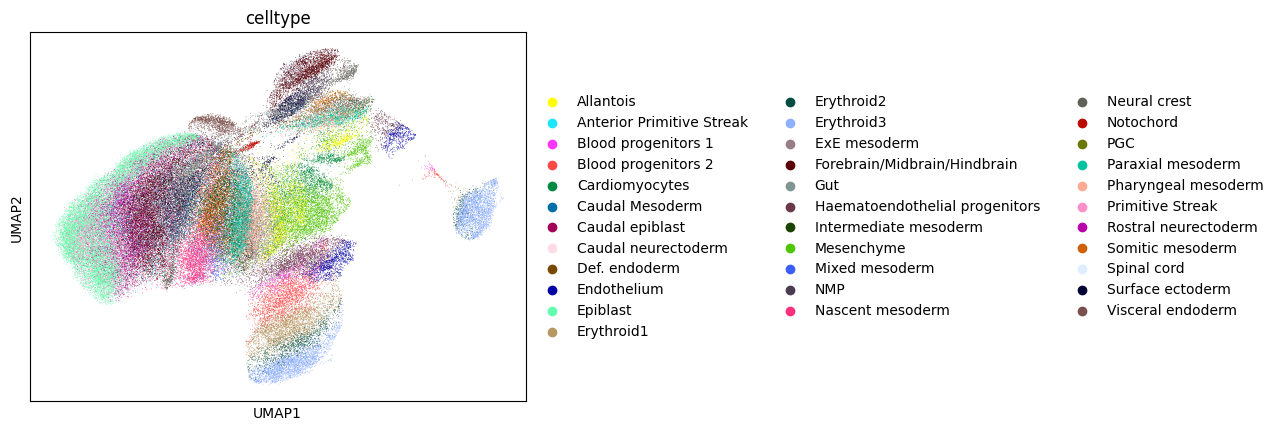 celltype
UMAP2
UMAP1
Allantois
Anterior Primitive Streak
Blood progenitors 1
Blood progenitors 2
Cardiomyocytes
Caudal Mesoderm
Caudal epiblast
Caudal neurectoderm
Def. endoderm
Endothelium
Epiblast
Erythroid1
Erythroid2
Erythroid3
ExE mesoderm
Forebrain/Midbrain/Hindbrain
Gut
Haematoendothelial progenitors
Intermediate mesoderm
Mesenchyme
Mixed mesoderm
NMP
Nascent mesoderm
Neural crest
Notochord
PGC
Paraxial mesoderm
Pharyngeal mesoderm
Primitive Streak
Rostral neurectoderm
Somitic mesoderm
Spinal cord
Surface ectoderm
Visceral endoderm